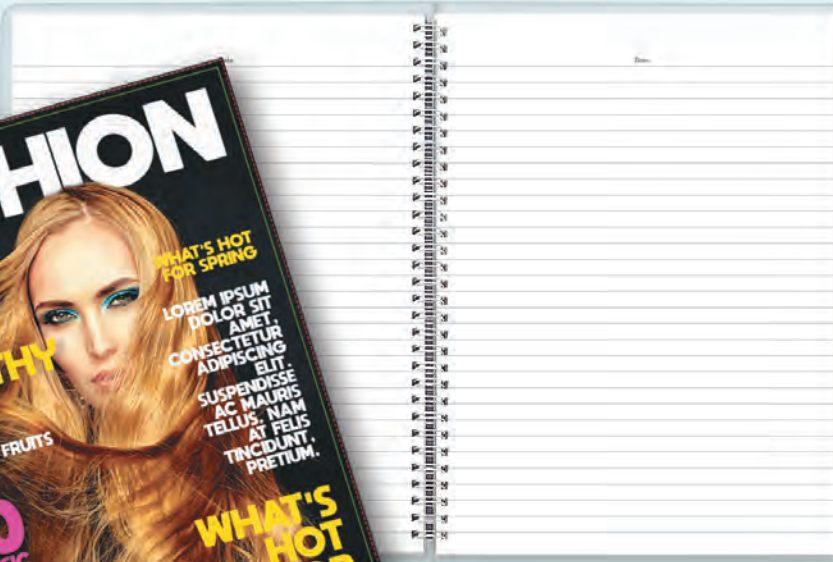 HION
WHAT'S HOT
FOR SPRING
LOREM IPSUM
DOLOR SIT
AMET,
CONSECTETUR
ADIPISCING
ELIT.
SUSPENDISSE
AC MAURIS
TELLUS, NAM
AT FELIS
TINCIDUNT,
PRETIUM.
THY
FRUITS
WHAT'S
HOT